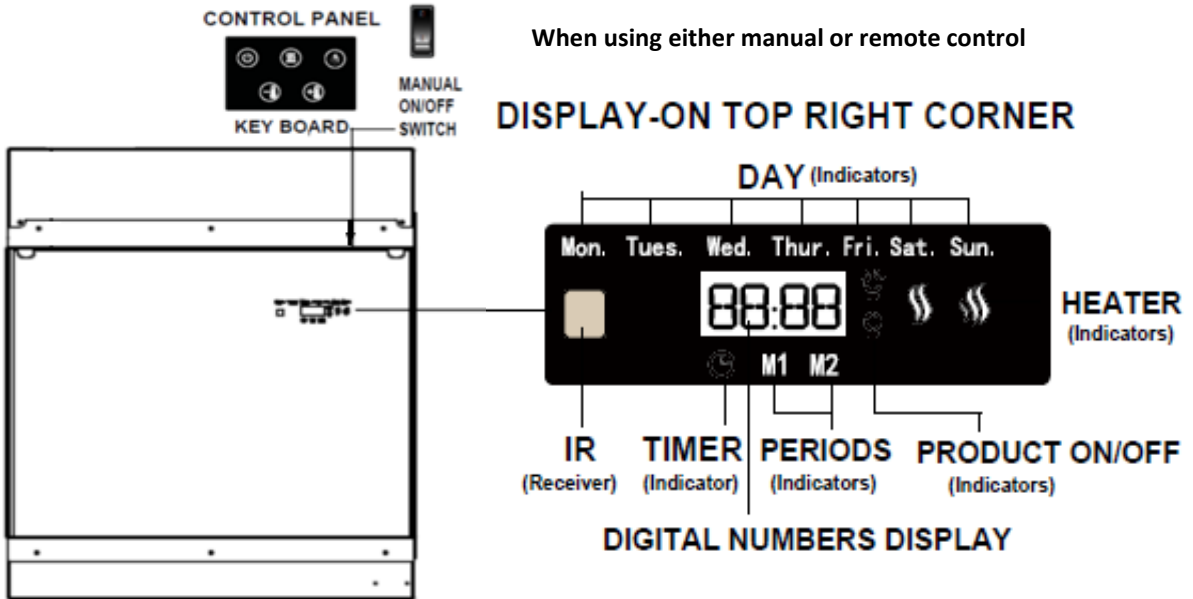 CONTROL PANEL
When using either manual or remote control
MANUAL
ON/OFF
SWITCH
KEY BOARD
DISPLAY-ON TOP RIGHT CORNER
DAY (Indicators)
Mon. Tues. Wed. Thur. Fri. Sat. Sun.
88:88
HEATER
(Indicators)
M1 M2
IR
(Receiver)
TIMER
(Indicator)
PERIODS
(Indicators)
PRODUCT ON/OFF
(Indicators)
DIGITAL NUMBERS DISPLAY